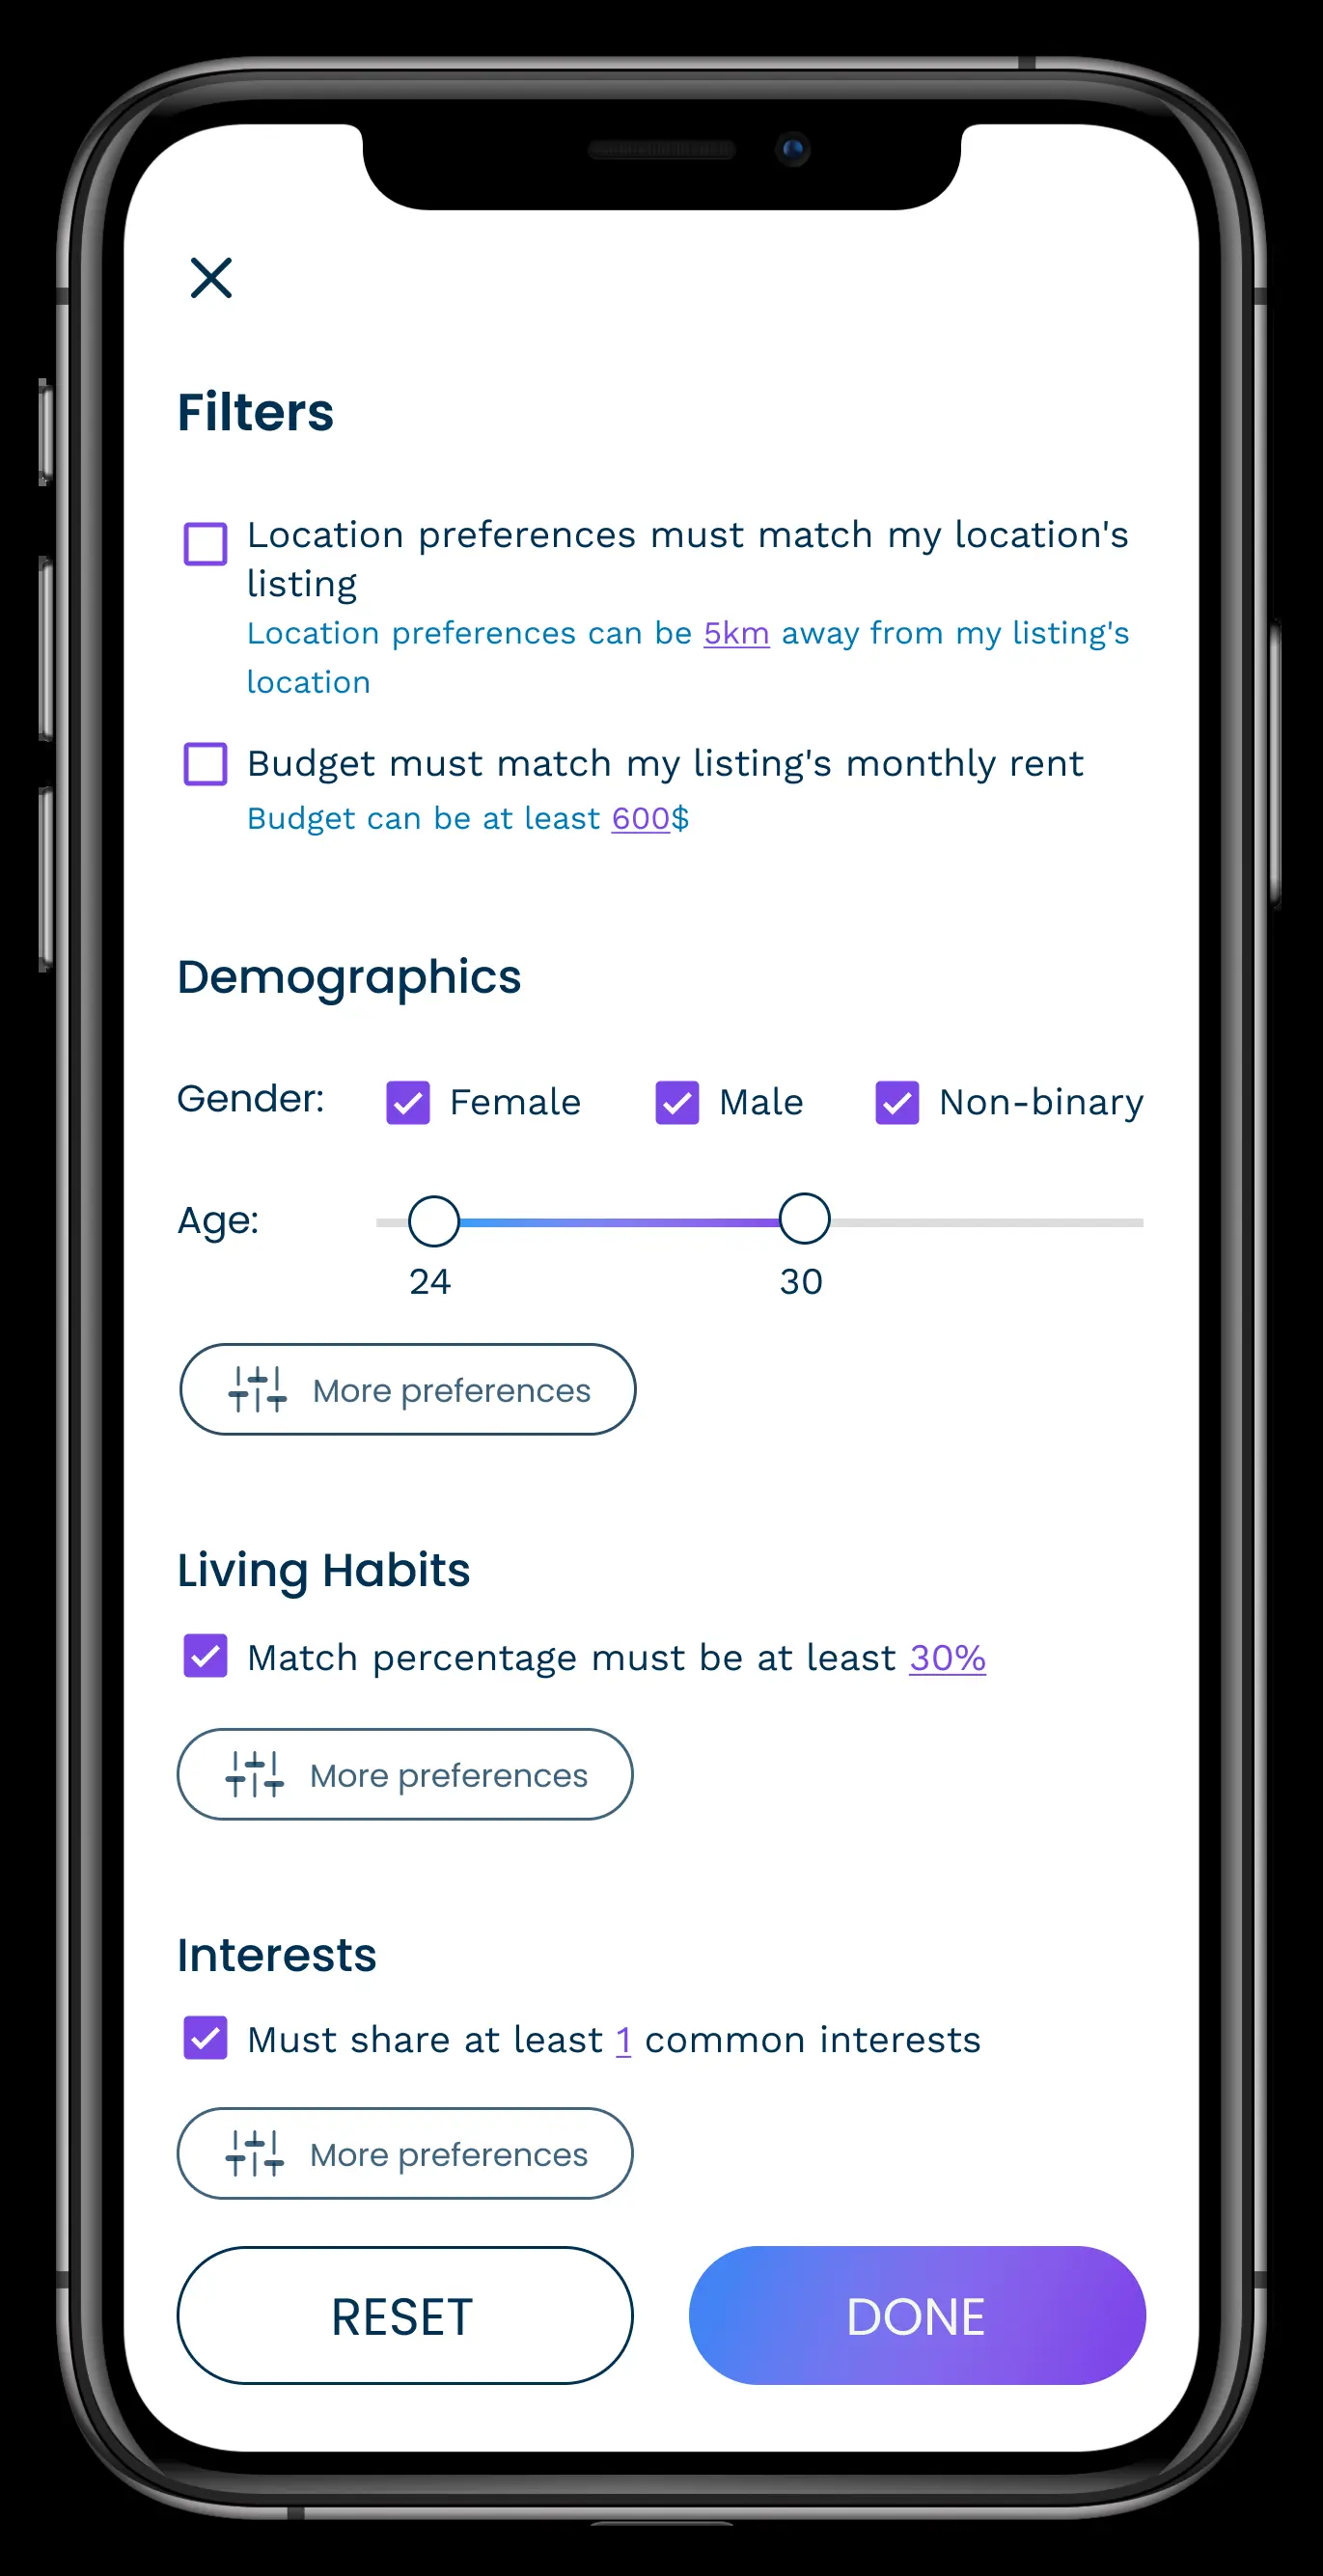 Filters
Location preferences must match my location's
listing
Location preferences can be 5km away from my listing's
location
Budget must match my listing's monthly rent
Budget can be at least 600$
Demographics
Gender: Female Male Non-binary
Age:
24 30
More preferences
Living Habits
Match percentage must be at least 30%
More preferences
Interests
Must share at least 1 common interests
More preferences
RESET DONE